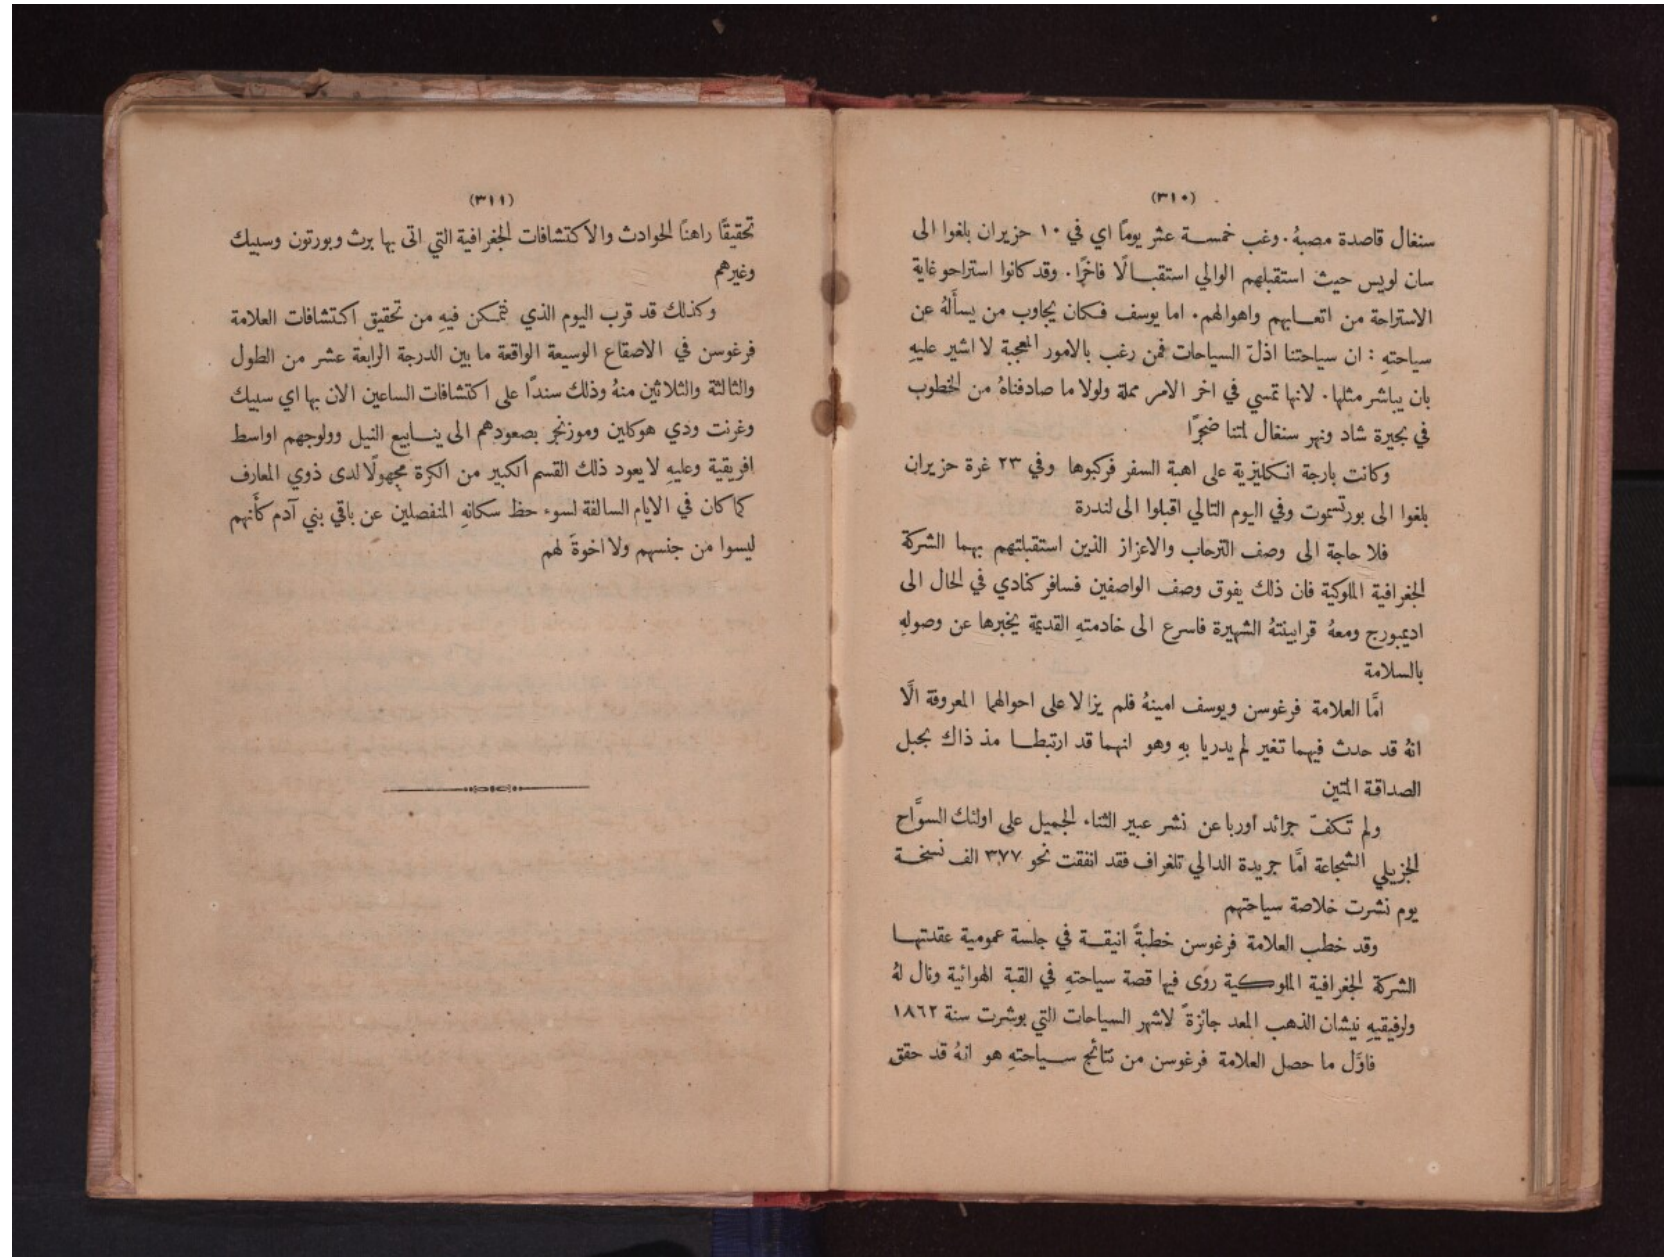 (٣١٠)
سنغال قاصدة مصبهُ. وغب خمسة عشر يومًا اي في ١٠ حزيران بلغوا الى
سان لويس حيث استقبلهم الوالي استقبالًا فاخرًا. وقد كانوا استراحو غاية
الاستراحة من اتعابهم واهوالهم. اما يوسف فكان يجاوب من يسألهُ عن
سياحتهِ : ان سياحتنا اذلّ السياحات فمن رغب بالامور المعجبة لا اشير عليهِ
بان يباشر مثلها. لانها تمسي في اخر الامر مملة ولولا ما صادفناهُ من الخطوب
في بحيرة شاد ونهر سنغال لمتنا ضجرًا
وكانت بارجة انكليزية على اهبة السفر فركبوها وفي ٢٣ غرة حزيران
بلغوا الى بورتسموت وفي اليوم التالي اقبلوا الى لندرة
فلا حاجة الى وصف الترحاب والاعزاز الذين استقبلتهم بهما الشركة
الجغرافية الملوكية فان ذلك يفوق وصف الواصفين فسافر كنادي في الحال الى
اديمبورج ومعهُ قرابينتهُ الشهيرة فاسرع الى خادمتهِ القديمة يخبرها عن وصولهِ
بالسلامة
امَّا العلامة فرغوسن ويوسف امينهُ فلم يزالا على احوالهما المعروفة الَّا
انهُ قد حدث فيهما تغير لم يدريا بهِ وهو انهما قد ارتبطا مذ ذاك بحبل
الصداقة المتين
ولم تكفّ جرائد اوربا عن نشر عبير الثناء الجميل على اولئك السوَّاح
الجزيلي الشجاعة امَّا جريدة الدالي تلغراف فقد انفقت نحو ٣٧٧ الف نسخة
يوم نشرت خلاصة سياحتهم
وقد خطب العلامة فرغوسن خطبةً انيقة في جلسة عمومية عقدتها
الشركة الجغرافية الملوكية روى فيها قصة سياحتهِ في القبة الهوائية ونال لهُ
ولرفيقيهِ نيشان الذهب المعد جائزةً لاشهر السياحات التي بوشرت سنة ١٨٦٢
فاوَّل ما حصل العلامة فرغوسن من نتائج سياحتهِ هو انهُ قد حقق
(٣١١)
تحقيقًا راهنًا الحوادث والاكتشافات الجغرافية التي اتى بها برث وبورتون وسبيك
وغيرهم
وكذلك قد قرب اليوم الذي نتمكن فيهِ من تحقيق اكتشافات العلامة
فرغوسن في الاصقاع الوسيعة الواقعة ما بين الدرجة الرابعة عشر من الطول
والثالثة والثلاثين منهُ وذلك سندًا على اكتشافات الساعين الان بها اي سبيك
وغرنت ودي هوكلين وموزنجر بصعودهم الى ينابيع النيل وولوجهم اواسط
افريقية وعليهِ لا يعود ذلك القسم الكبير من الكرة مجهولًا لدى ذوي المعارف
كما كان في الايام السالفة لسوء حظ سكانهِ المنفصلين عن باقي بني آدم كأنهم
ليسوا من جنسهم ولا اخوةَ لهم